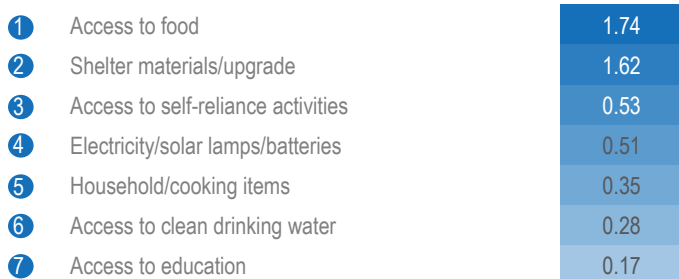 1 Access to food 1.74
2 Shelter materials/upgrade 1.62
3 Access to self-reliance activities 0.53
4 Electricity/solar lamps/batteries 0.51
5 Household/cooking items 0.35
6 Access to clean drinking water 0.28
7 Access to education 0.17